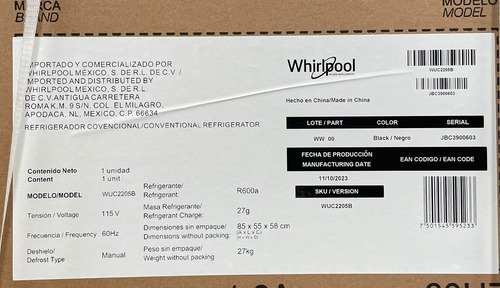 MARCA
BRAND
MODELO
MODEL
IMPORTADO Y COMERCIALIZADO POR
WHIRLPOOL MÉXICO, S. DE R.L. DE C.V. /
IMPORTED AND DISTRIBUTED BY
WHIRLPOOL MÉXICO, S. DE R.L.
DE C.V. ANTIGUA CARRETERA
ROMA K.M. 9 S/N, COL. EL MILAGRO,
APODACA, NL, MEXICO, C.P. 66634
REFRIGERADOR COVENCIONAL/CONVENTIONAL REFRIGERATOR
Whirlpool
WUC2205B
JBC3900603
Hecho en China/Made in China
LOTE / PART COLOR SERIAL
WW 00 Black / Negro JBC3900603
FECHA DE PRODUCCIÓN
MANUFACTURING DATE
EAN CODIGO / EAN CODE
11/10/2023
SKU / VERSION
WUC2205B
7501545595233
Contenido Neto 1 unidad
Content 1 unit
MODELO/MODEL WUC2205B
Refrigerante/
Refrigerant: R600a
Tensión / Voltage 115 V
Masa Refrigerante/
Refrigerant Charge: 27g
Frecuencia / Frequency 60Hz
Dimensiones sin empaque/ 85 x 55 x 58 cm
Dimensions without packing: (A x L x C)
(H x W x D)
Deshielo/
Defrost Type Manual
Peso sin empaque/ 27kg
Weight without packing